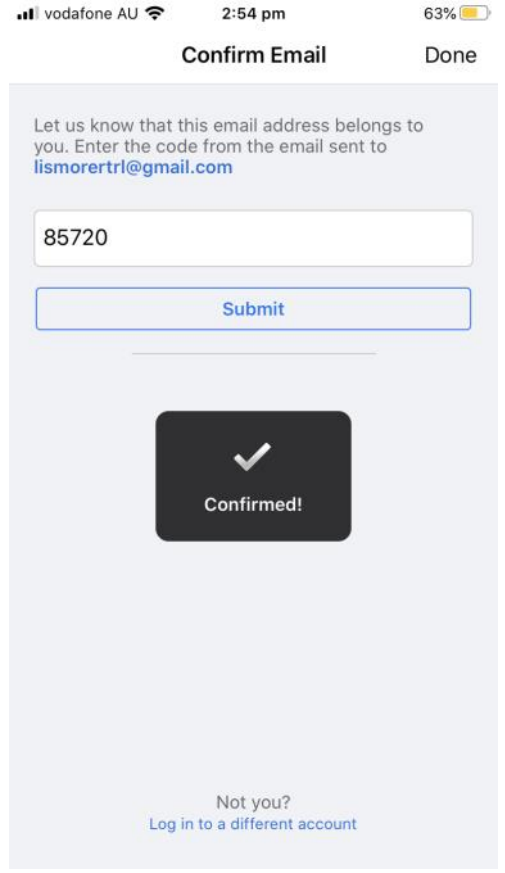 vodafone AU 2:54 pm 63%
Confirm Email Done
Let us know that this email address belongs to
you. Enter the code from the email sent to
lismorertrl@gmail.com
85720
Submit
Confirmed!
Not you?
Log in to a different account